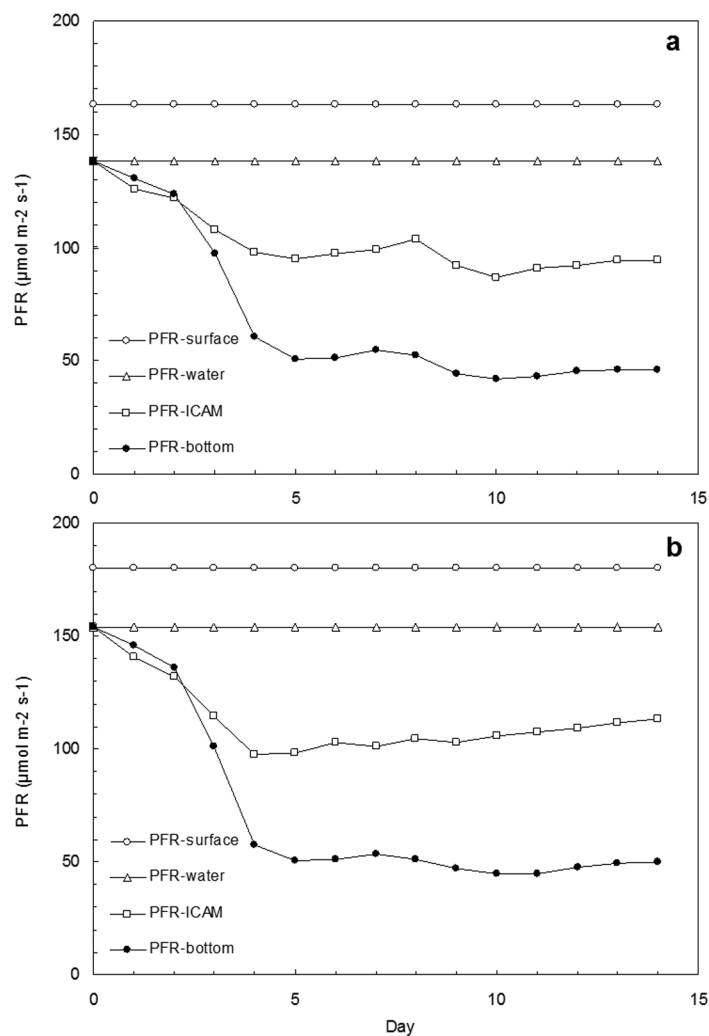 200
a
150
100
50
0
PFR (µmol m-2 s-1)
PFR-surface
PFR-water
PFR-ICAM
PFR-bottom
0 5 10 15
200
b
150
100
50
0
PFR (µmol m-2 s-1)
PFR-surface
PFR-water
PFR-ICAM
PFR-bottom
0 5 10 15
Day